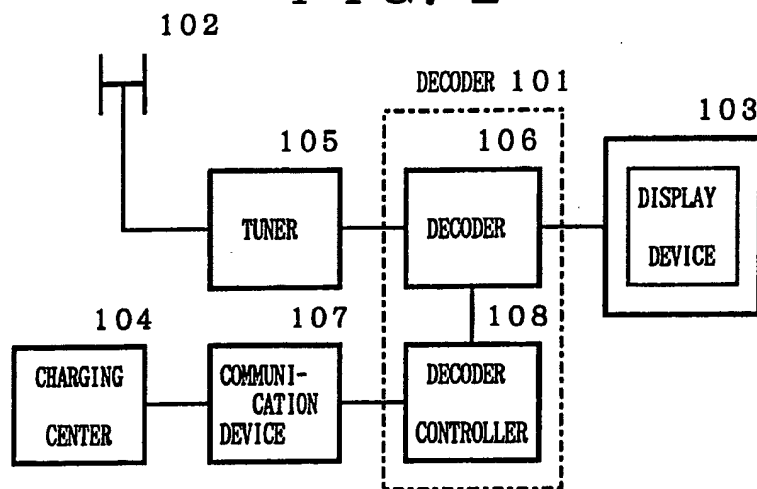 102
DECODER 101
103
105
106
TUNER
DECODER
DISPLAY
DEVICE
104
107
108
CHARGING
CENTER
COMMUNI-
CATION
DEVICE
DECODER
CONTROLLER